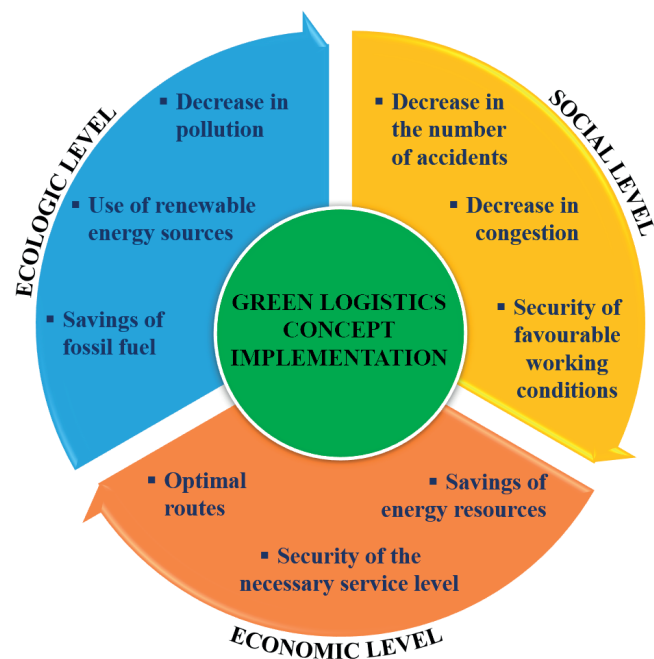 ECOLOGIC LEVEL
▪ Decrease in
pollution
▪ Use of renewable
energy sources
▪ Savings of
fossil fuel
SOCIAL LEVEL
▪ Decrease in
the number
of accidents
▪ Decrease in
congestion
▪ Security of
favourable
working
conditions
GREEN LOGISTICS
CONCEPT
IMPLEMENTATION
▪ Optimal
routes
▪ Savings of
energy resources
▪ Security of the
necessary service level
ECONOMIC LEVEL